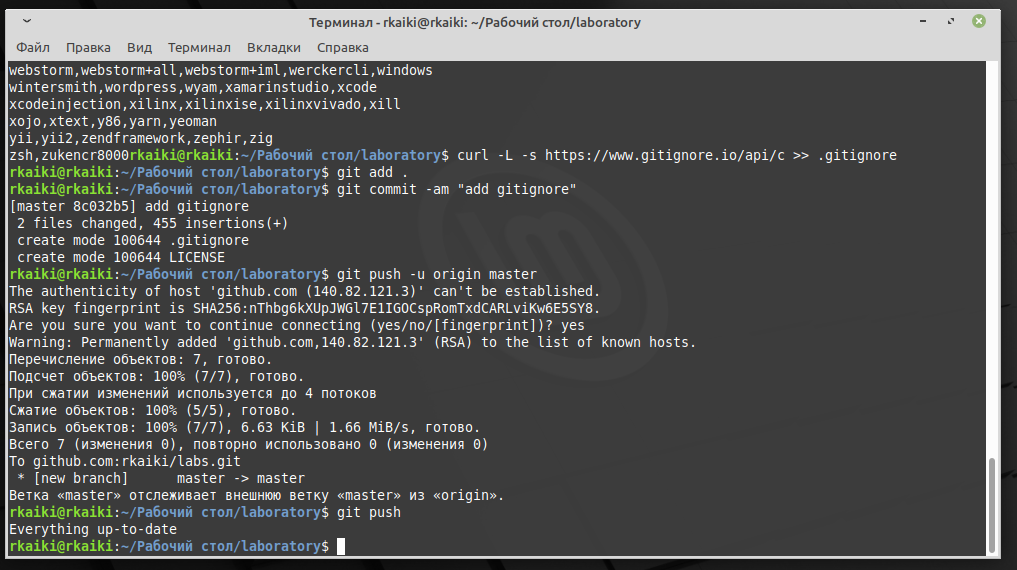 Терминал - rkaiki@rkaiki: ~/Рабочий стол/laboratory
Файл Правка Вид Терминал Вкладки Справка
webstorm,webstorm+all,webstorm+iml,werckercli,windows
wintersmith,wordpress,wyam,xamarinstudio,xcode
xcodeinjection,xilinx,xilinxise,xilinxvivado,xill
xojo,xtext,y86,yarn,yeoman
yii,yii2,zendframework,zephir,zig
zsh,zukencr8000rkaiki@rkaiki:~/Рабочий стол/laboratory$ curl -L -s https://www.gitignore.io/api/c >> .gitignore
rkaiki@rkaiki:~/Рабочий стол/laboratory$ git add .
rkaiki@rkaiki:~/Рабочий стол/laboratory$ git commit -am "add gitignore"
[master 8c032b5] add gitignore
 2 files changed, 455 insertions(+)
 create mode 100644 .gitignore
 create mode 100644 LICENSE
rkaiki@rkaiki:~/Рабочий стол/laboratory$ git push -u origin master
The authenticity of host 'github.com (140.82.121.3)' can't be established.
RSA key fingerprint is SHA256:nThbg6kXUpJWGl7E1IGOCspRomTxdCARLviKw6E5SY8.
Are you sure you want to continue connecting (yes/no/[fingerprint])? yes
Warning: Permanently added 'github.com,140.82.121.3' (RSA) to the list of known hosts.
Перечисление объектов: 7, готово.
Подсчет объектов: 100% (7/7), готово.
При сжатии изменений используется до 4 потоков
Сжатие объектов: 100% (5/5), готово.
Запись объектов: 100% (7/7), 6.63 KiB | 1.66 MiB/s, готово.
Всего 7 (изменения 0), повторно использовано 0 (изменения 0)
To github.com:rkaiki/labs.git
 * [new branch]      master -> master
Ветка «master» отслеживает внешнюю ветку «master» из «origin».
rkaiki@rkaiki:~/Рабочий стол/laboratory$ git push
Everything up-to-date
rkaiki@rkaiki:~/Рабочий стол/laboratory$